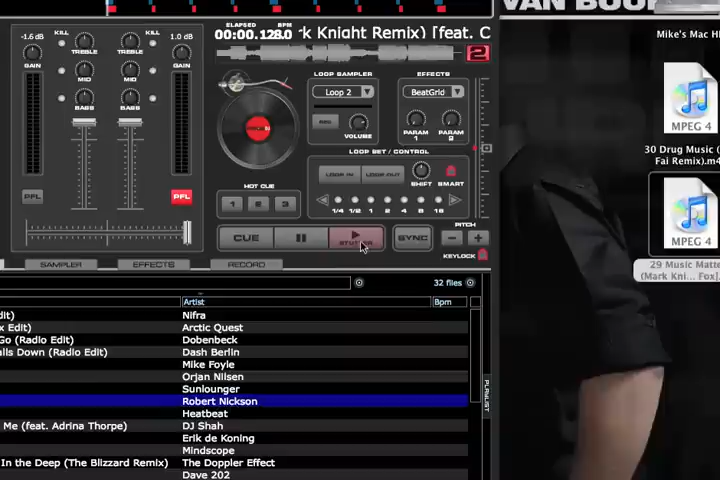 VAN BOU
ELAPSED
BPM
00:00.128.0
k Knight Remix) [feat. C
2
-1.6 dB
KILL
KILL
1.0 dB
TREBLE
TREBLE
GAIN
GAIN
MID
MID
BASS
BASS
PFL
PFL
LOOP SAMPLER
EFFECTS
Loop 2
BeatGrid
REC
VOLUME
PARAM
1
PARAM
2
LOOP BET / CONTROL
LOOP IN
LOOP OUT
SHIFT
SMART
1/4
1/2
1
2
4
8
16
HOT CUE
1
2
3
CUE
STUTTER
SYNC
PITCH
KEYLOCK
SAMPLER
EFFECTS
RECORD
32 files
Artist
Bpm
dit)
Nifra
x Edit)
Arctic Quest
Go (Radio Edit)
Dobenbeck
alls Down (Radio Edit)
Dash Berlin
Mike Foyle
Orjan Nilsen
Sunlounger
Robert Nickson
Heatbeat
Me (feat. Adrina Thorpe)
DJ Shah
Erik de Koning
Mindscope
In the Deep (The Blizzard Remix)
The Doppler Effect
Dave 202
PLAYLIST
Mike's Mac H
MPEG 4
30 Drug Music (
Fai Remix).m4
MPEG 4
29 Music Matte
(Mark Kni... Fox]